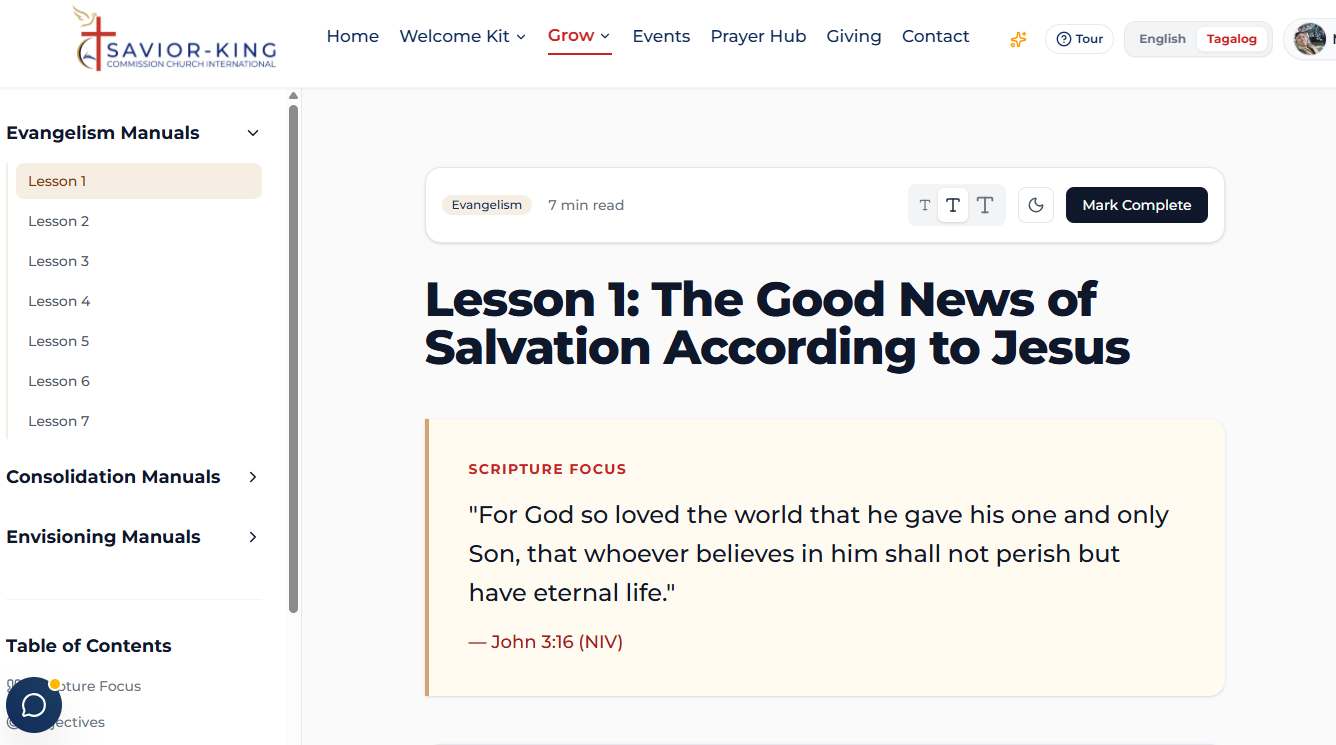 SAVIOR-KING
COMMISSION CHURCH INTERNATIONAL
Home
Welcome Kit
Grow
Events
Prayer Hub
Giving
Contact
Tour
English
Tagalog
Evangelism Manuals
Lesson 1
Lesson 2
Lesson 3
Lesson 4
Lesson 5
Lesson 6
Lesson 7
Consolidation Manuals
Envisioning Manuals
Table of Contents
Focus
Evangelism
7 min read
T T T
Mark Complete
Lesson 1: The Good News of
Salvation According to Jesus
SCRIPTURE FOCUS
"For God so loved the world that he gave his one and only
Son, that whoever believes in him shall not perish but
have eternal life."
— John 3:16 (NIV)